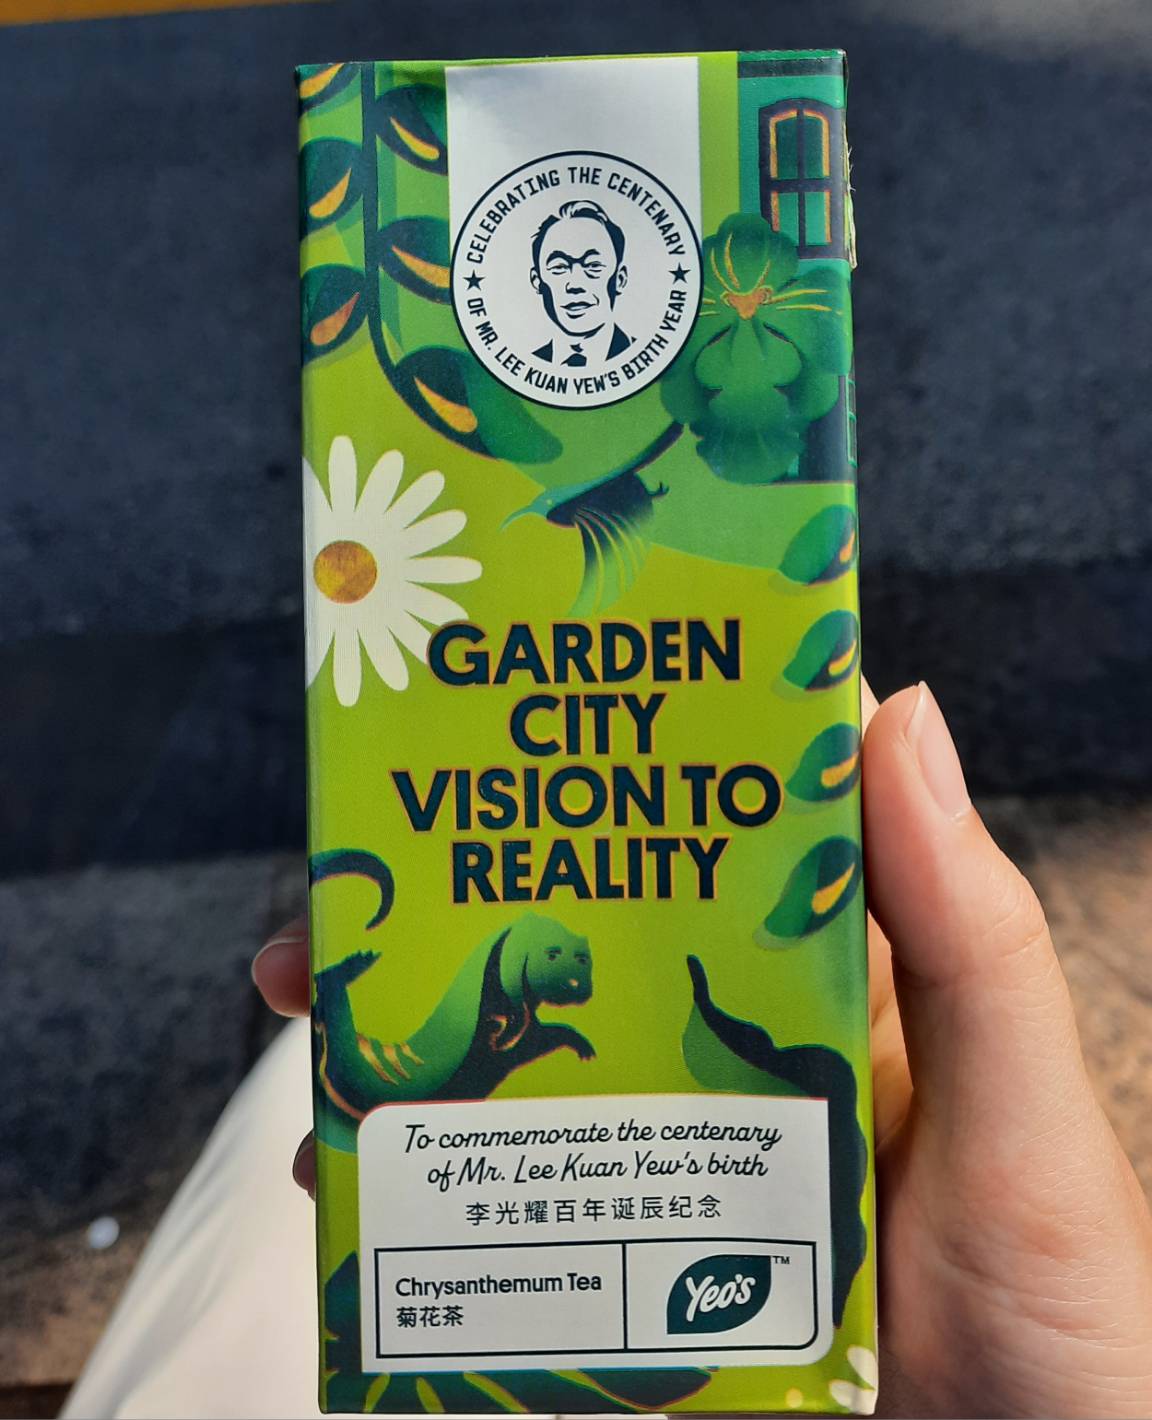 CELEBRATING THE CENTENARY
★ OF MR. LEE KUAN YEW'S BIRTH YEAR ★
GARDEN
CITY
VISION TO
REALITY
To commemorate the centenary
of Mr. Lee Kuan Yew's birth
李光耀百年诞辰纪念
Chrysanthemum Tea
菊花茶
Yeo's™